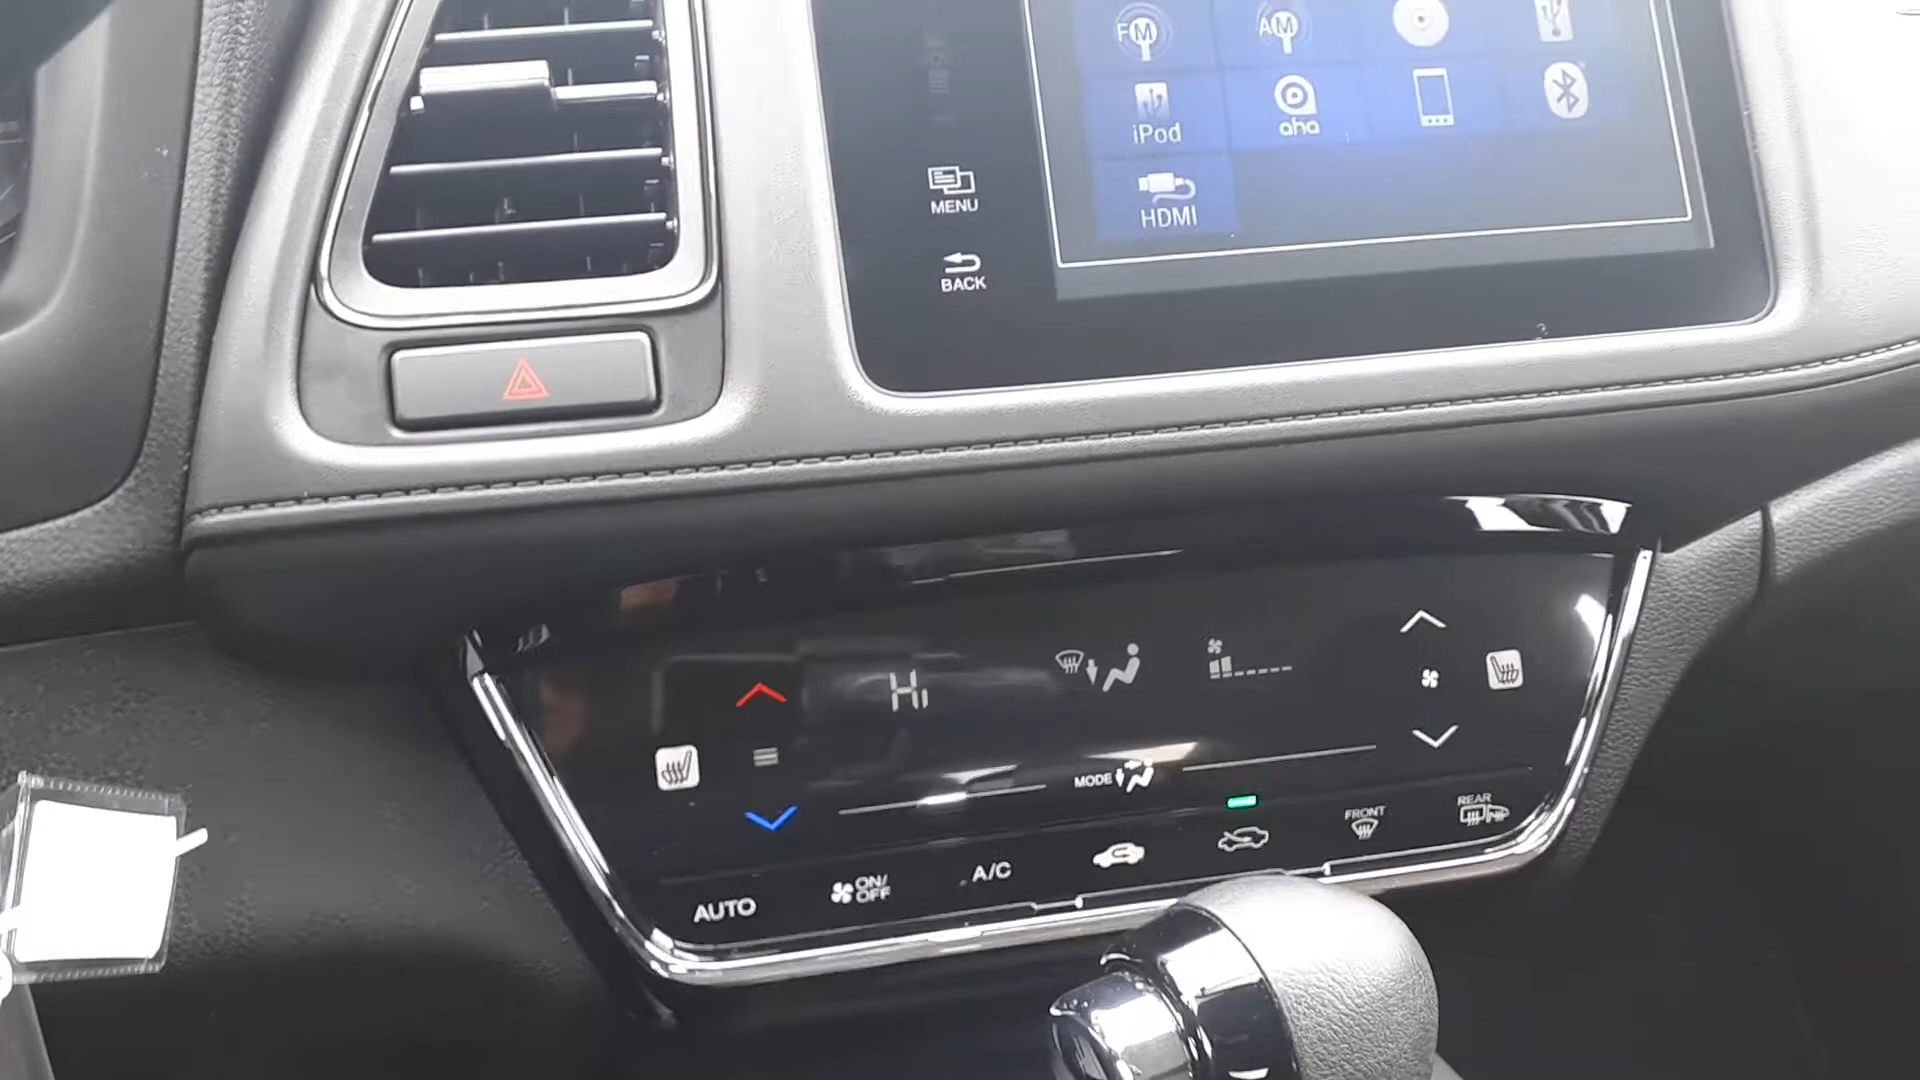 FM
AM
iPod
aha
HDMI
MENU
BACK
Hi
MODE
AUTO
ON/
OFF
A/C
FRONT
REAR